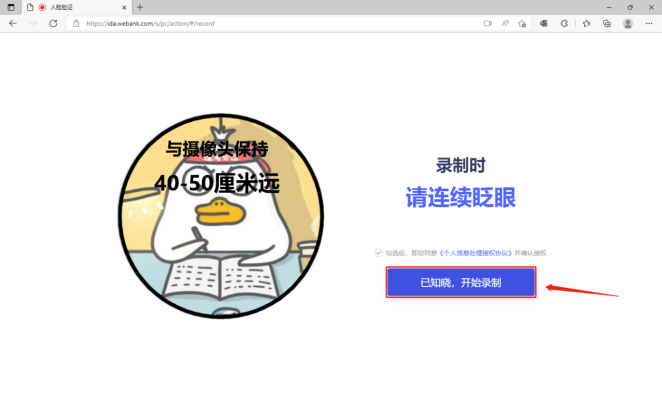 人脸验证
https://ida.webank.com/s/pc/action/#/record
与摄像头保持
40-50厘米远
录制时
请连续眨眼
勾选后，即您同意《个人信息处理授权协议》并确认授权
已知晓，开始录制